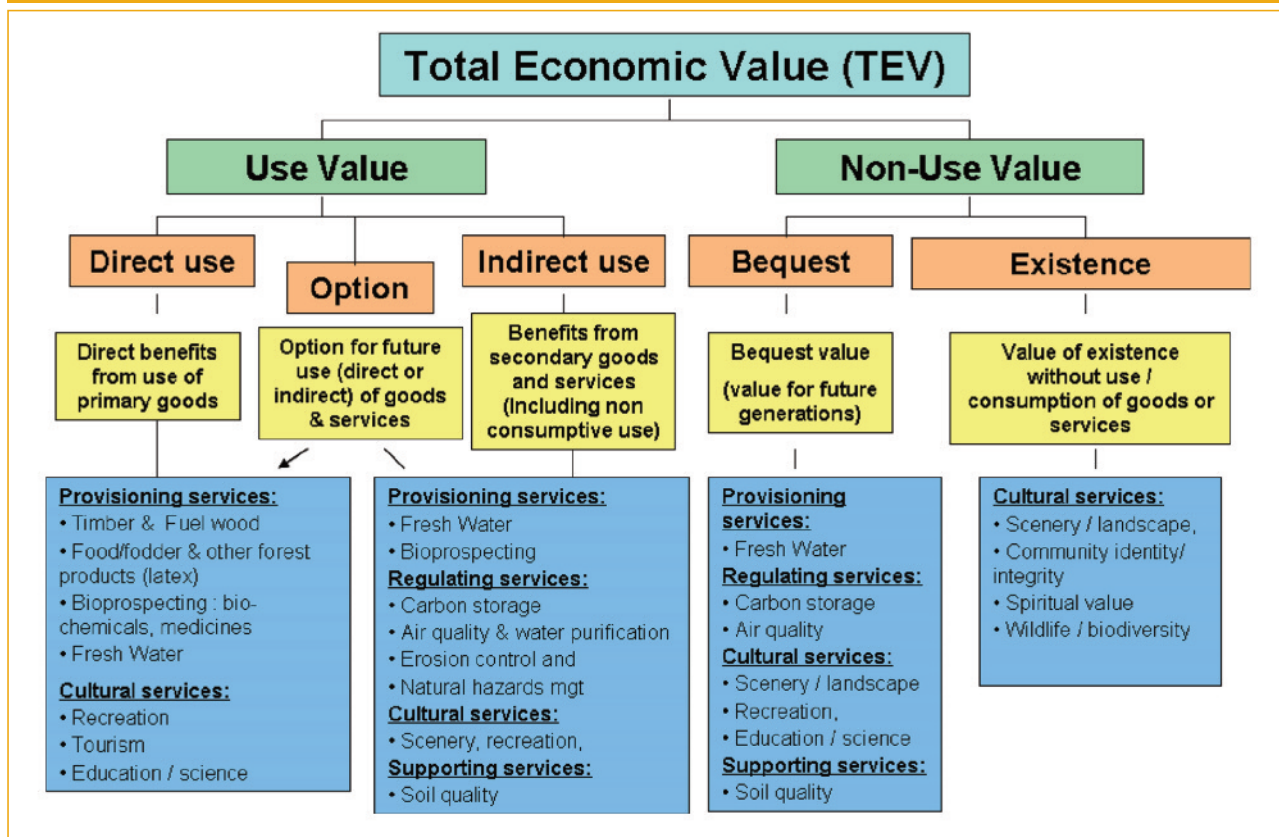 Total Economic Value (TEV)
Use Value
Non-Use Value
Direct use
Option
Indirect use
Bequest
Existence
Direct benefits
from use of
primary goods
Option for future
use (direct or
indirect) of goods
& services
Benefits from
secondary goods
and services
(Including non
consumptive use)
Bequest value
(value for future
generations)
Value of existence
without use /
consumption of goods or
services
Provisioning services:
• Timber & Fuel wood
• Food/fodder & other forest
products (latex)
• Bioprospecting : bio-
chemicals, medicines
• Fresh Water
Cultural services:
• Recreation
• Tourism
• Education / science
Provisioning services:
• Fresh Water
• Bioprospecting
Regulating services:
• Carbon storage
• Air quality & water purification
• Erosion control and
• Natural hazards mgt
Cultural services:
• Scenery, recreation,
Supporting services:
• Soil quality
Provisioning
services:
• Fresh Water
Regulating services:
• Carbon storage
• Air quality
Cultural services:
• Scenery / landscape
• Recreation,
• Education / science
Supporting services:
• Soil quality
Cultural services:
• Scenery / landscape,
• Community identity/
integrity
• Spiritual value
• Wildlife / biodiversity